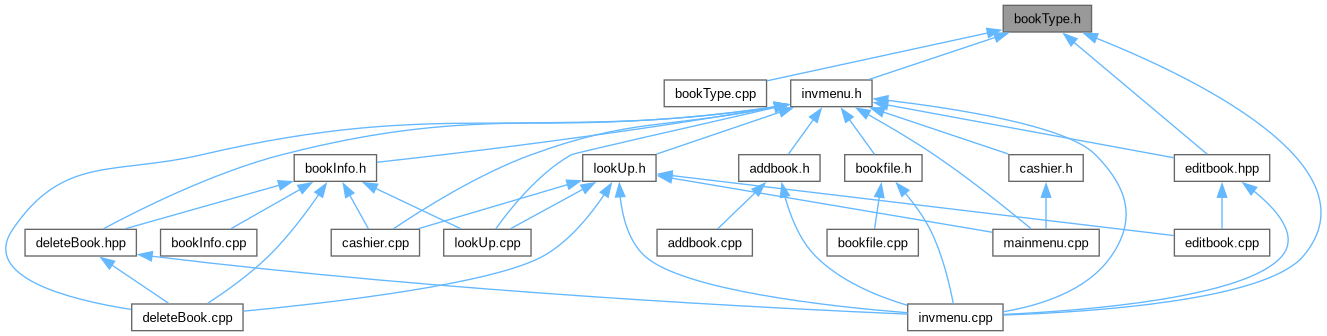 bookType.h
bookType.cpp
invmenu.h
bookInfo.h
lookUp.h
addbook.h
bookfile.h
cashier.h
editbook.hpp
deleteBook.hpp
bookInfo.cpp
cashier.cpp
lookUp.cpp
addbook.cpp
bookfile.cpp
mainmenu.cpp
editbook.cpp
deleteBook.cpp
invmenu.cpp